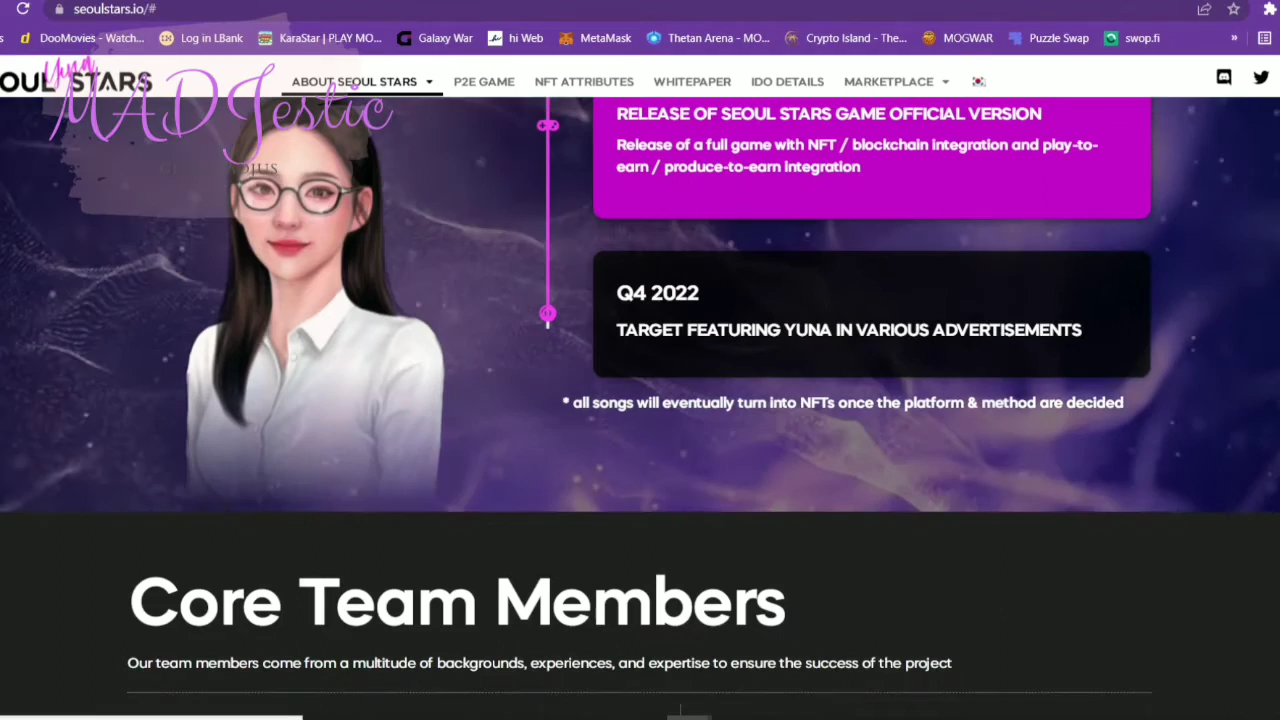 seoulstars.io/#
s DooMovies - Watch... Log in LBank KaraStar | PLAY MO... Galaxy War hi Web MetaMask Thetan Arena - MO... Crypto Island - The... MOGWAR Puzzle Swap swop.fi »
OUL STARS ABOUT SEOUL STARS P2E GAME NFT ATTRIBUTES WHITEPAPER IDO DETAILS MARKETPLACE
Yung
MADJestic
RELEASE OF SEOUL STARS GAME OFFICIAL VERSION
Release of a full game with NFT / blockchain integration and play-to-
earn / produce-to-earn integration
Q4 2022
TARGET FEATURING YUNA IN VARIOUS ADVERTISEMENTS
* all songs will eventually turn into NFTs once the platform & method are decided
Core Team Members
Our team members come from a multitude of backgrounds, experiences, and expertise to ensure the success of the project